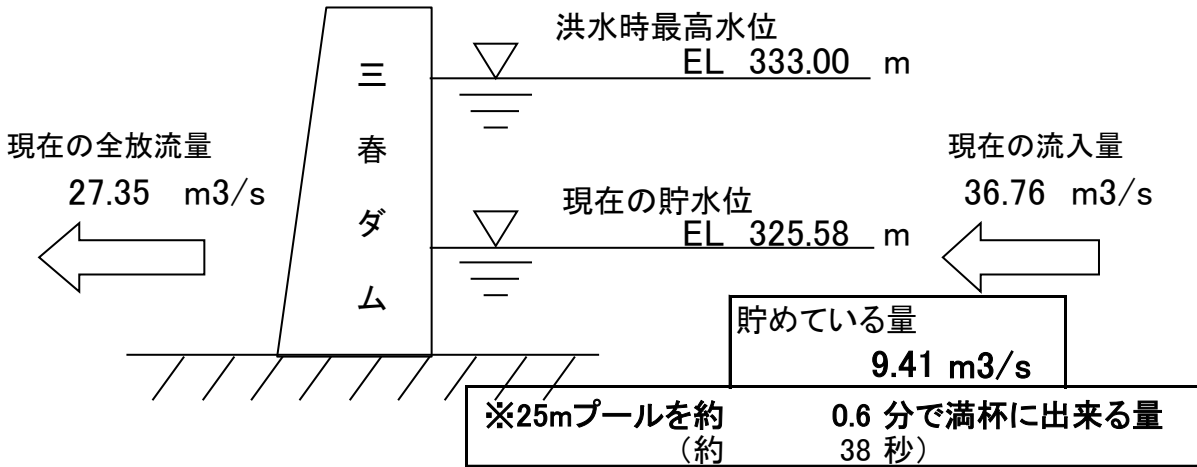 洪水時最高水位
EL 333.00 m
三春ダム
現在の全放流量
27.35 m3/s
現在の流入量
36.76 m3/s
現在の貯水位
EL 325.58 m
貯めている量
9.41 m3/s
※25mプールを約 0.6 分で満杯に出来る量
(約 38 秒)